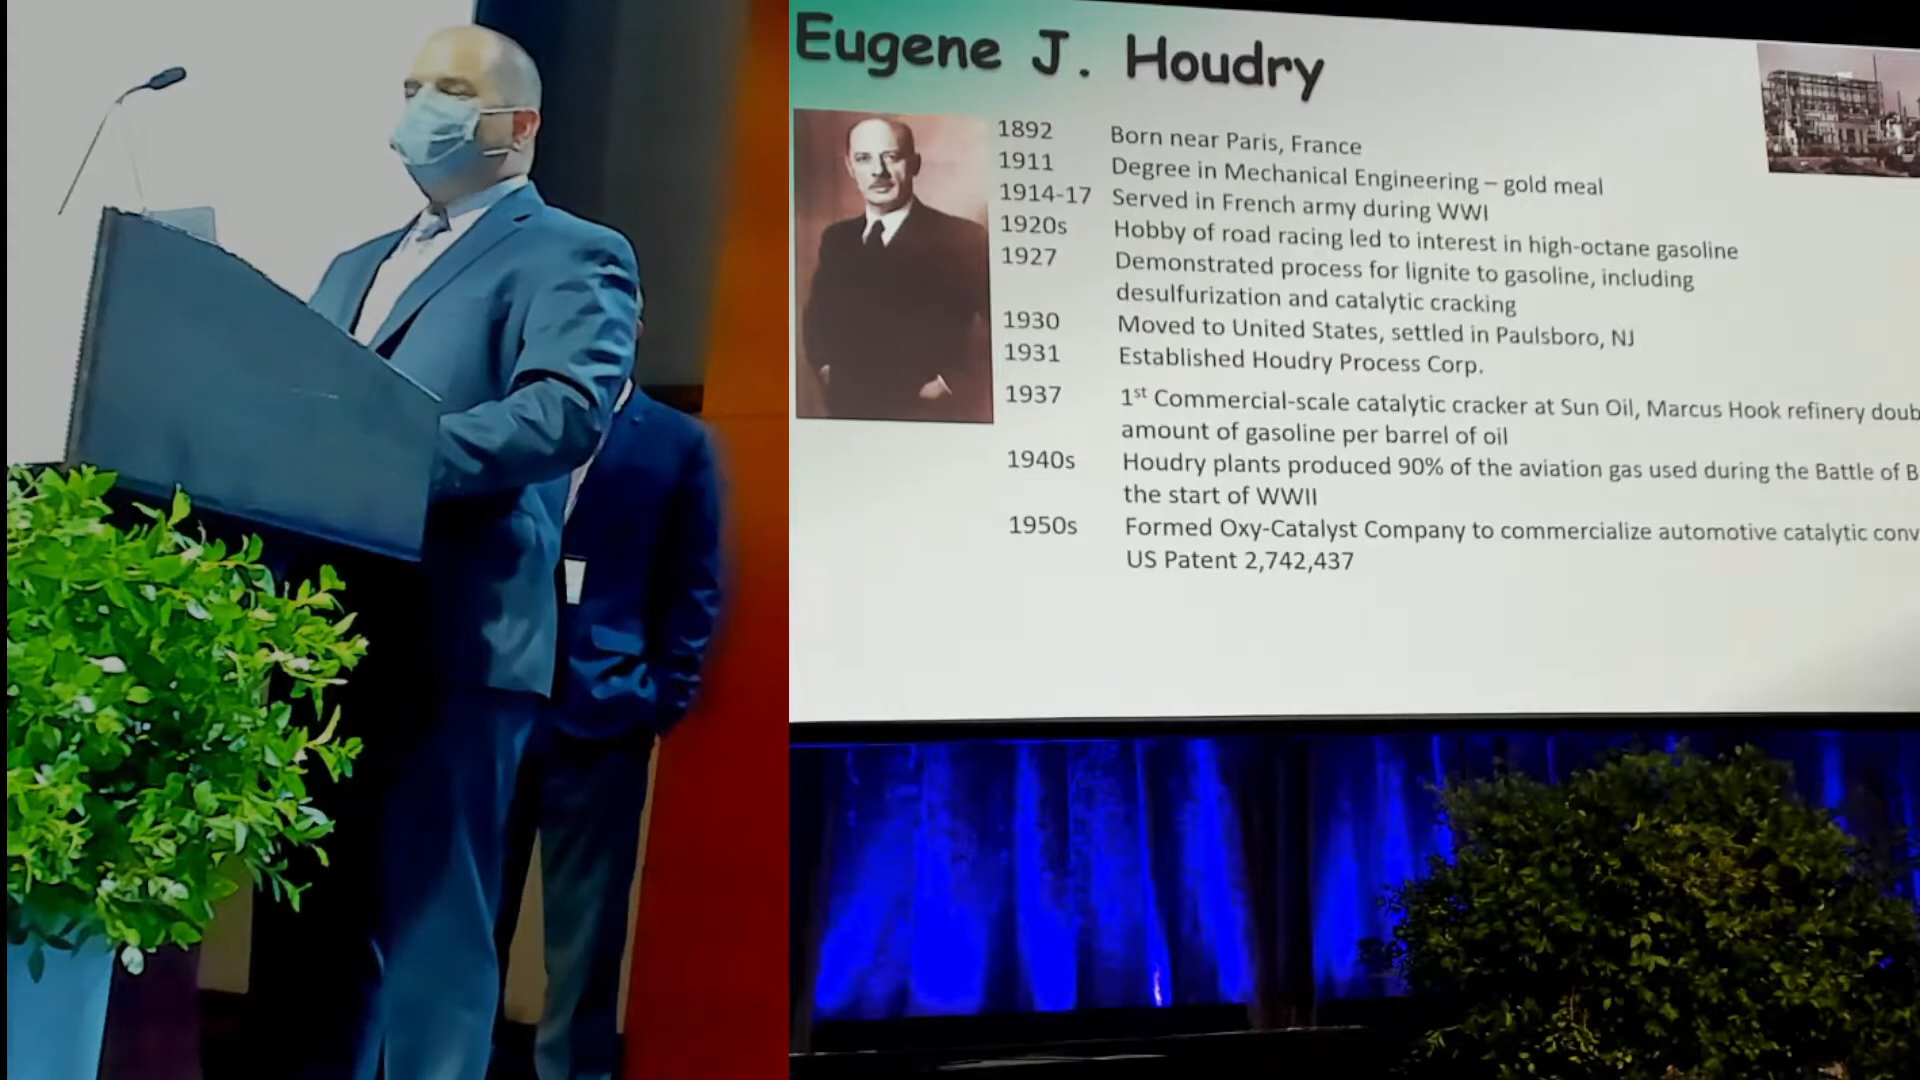 Eugene J. Houdry
1892 Born near Paris, France
1911 Degree in Mechanical Engineering – gold meal
1914-17 Served in French army during WWI
1920s Hobby of road racing led to interest in high-octane gasoline
1927 Demonstrated process for lignite to gasoline, including
desulfurization and catalytic cracking
1930 Moved to United States, settled in Paulsboro, NJ
1931 Established Houdry Process Corp.
1937 1st Commercial-scale catalytic cracker at Sun Oil, Marcus Hook refinery
amount of gasoline per barrel of oil
1940s Houdry plants produced 90% of the aviation gas used during the Battle of
the start of WWII
1950s Formed Oxy-Catalyst Company to commercialize automotive catalytic
US Patent 2,742,437